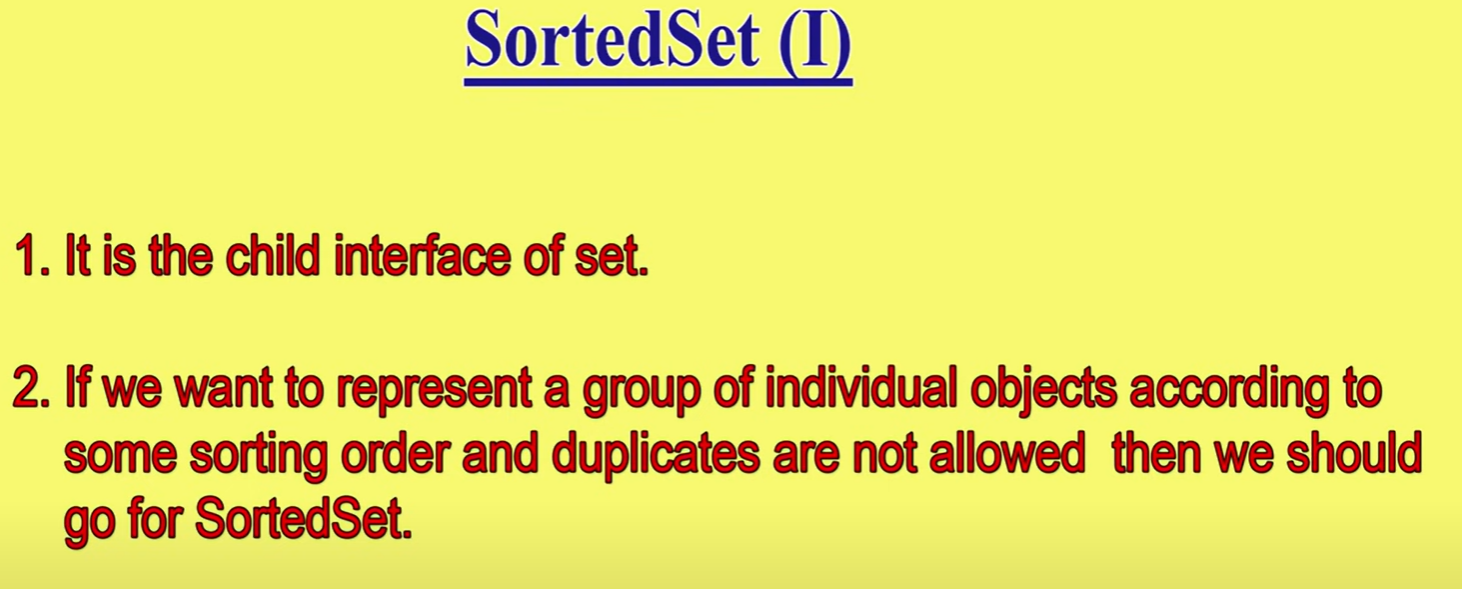 SortedSet (I)
1. It is the child interface of set.
2. If we want to represent a group of individual objects according to
some sorting order and duplicates are not allowed  then we should
go for SortedSet.